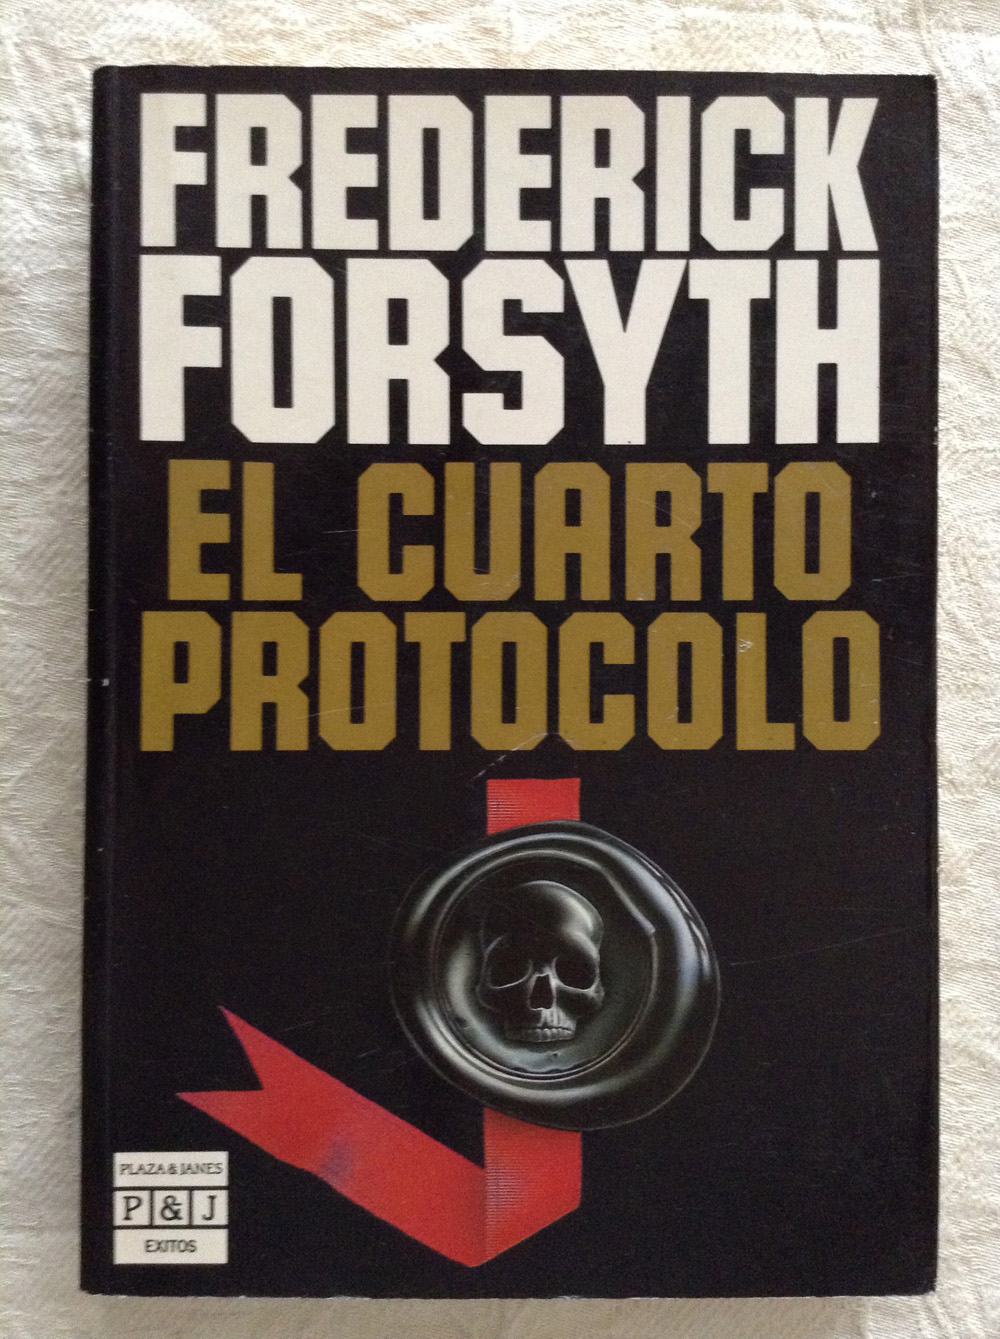 FREDERICK
FORSYTH
EL CUARTO
PROTOCOLO
PLAZA & JANES
P & J
EXITOS